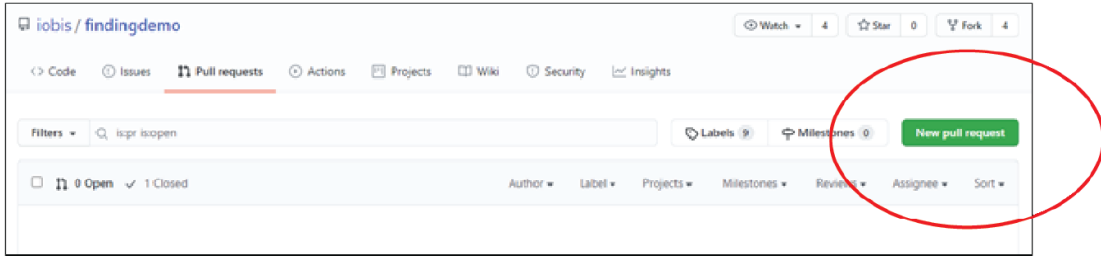 iobis / findingdemo Watch 4 Star 0 Fork 4
<> Code Issues Pull requests Actions Projects Wiki Security Insights
Filters is:pr is:open Labels 9 Milestones 0 New pull request
0 Open 1 Closed Author Label Projects Milestones Reviews Assignee Sort